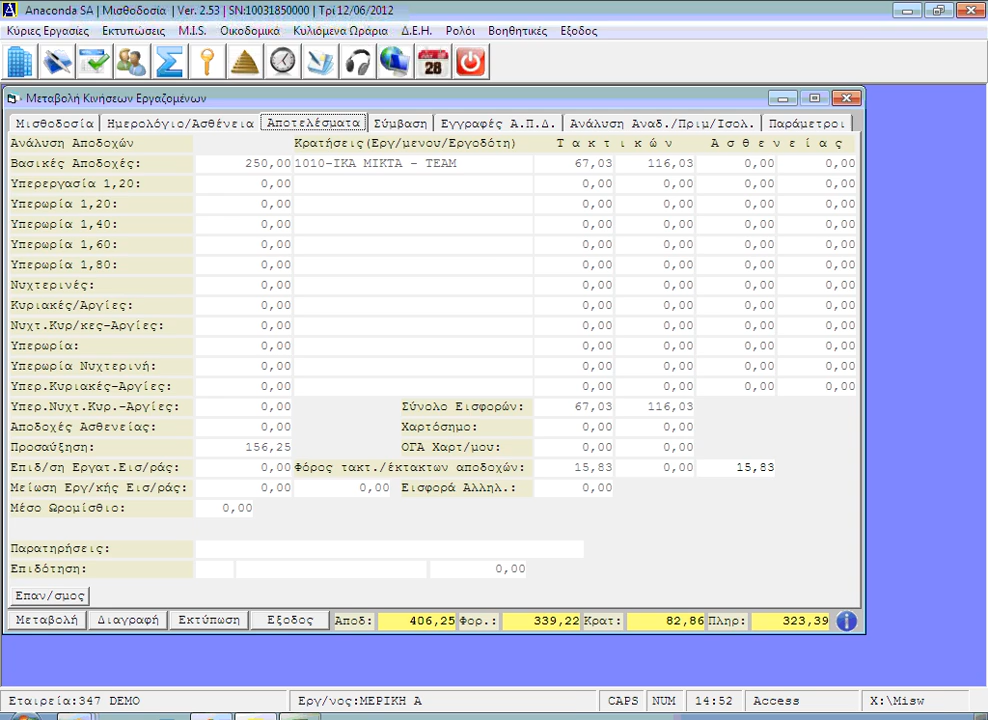 Anaconda SA | Μισθοδοσία | Ver. 2.53 | SN:10031850000 | Τρί 12/06/2012
Κύριες Εργασίες Εκτυπώσεις M.I.S. Οικοδομικά Κυλιόμενα Ωράρια Δ.Ε.Η. Ρολόι Βοηθητικές Εξοδος
28
Μεταβολή Κινήσεων Εργαζομένων
Μισθοδοσία Ημερολόγιο/Ασθένεια Αποτελέσματα Σύμβαση Εγγραφές Α.Π.Δ. Ανάλυση Αναδ./Πριμ/Ισολ. Παράμετροι
Ανάλυση Αποδοχών Κρατήσεις(Εργ/μενου/Εργοδότη) Τακτικών Ασθενείας
Βασικές Αποδοχές: 250,00 1010-ΙΚΑ ΜΙΚΤΑ - ΤΕΑΜ 67,03 116,03 0,00 0,00
Υπερεργασία 1,20: 0,00 0,00 0,00 0,00 0,00
Υπερωρία 1,20: 0,00 0,00 0,00 0,00 0,00
Υπερωρία 1,40: 0,00 0,00 0,00 0,00 0,00
Υπερωρία 1,60: 0,00 0,00 0,00 0,00 0,00
Υπερωρία 1,80: 0,00 0,00 0,00 0,00 0,00
Νυχτερινές: 0,00 0,00 0,00 0,00 0,00
Κυριακές/Αργίες: 0,00 0,00 0,00 0,00 0,00
Νυχτ.Κυρ/κες-Αργίες: 0,00 0,00 0,00 0,00 0,00
Υπερωρία: 0,00 0,00 0,00 0,00 0,00
Υπερωρία Νυχτερινή: 0,00 0,00 0,00 0,00 0,00
Υπερ.Κυριακές-Αργίες: 0,00 0,00 0,00 0,00 0,00
Υπερ.Νυχτ.Κυρ.-Αργίες: 0,00 Σύνολο Εισφορών: 67,03 116,03
Αποδοχές Ασθενείας: 0,00 Χαρτόσημο: 0,00 0,00
Προσαύξηση: 156,25 ΟΓΑ Χαρτ/μου: 0,00 0,00
Επιδ/ση Εργατ.Εισ/ράς: 0,00 Φόρος τακτ./έκτακτων αποδοχών: 15,83 0,00 15,83
Μείωση Εργ/κής Εισ/ράς: 0,00 0,00 Εισφορά Αλληλ.: 0,00
Μέσο Ωρομίσθιο: 0,00
Παρατηρήσεις:
Επιδότηση: 0,00
Επαν/σμος
Μεταβολή Διαγραφή Εκτύπωση Εξοδος Αποδ: 406,25 Φορ.: 339,22 Κρατ: 82,86 Πληρ: 323,39
Εταιρεία:347 DEMO Εργ/νος:ΜΕΡΙΚΗ Α CAPS NUM 14:52 Access X:\Misw